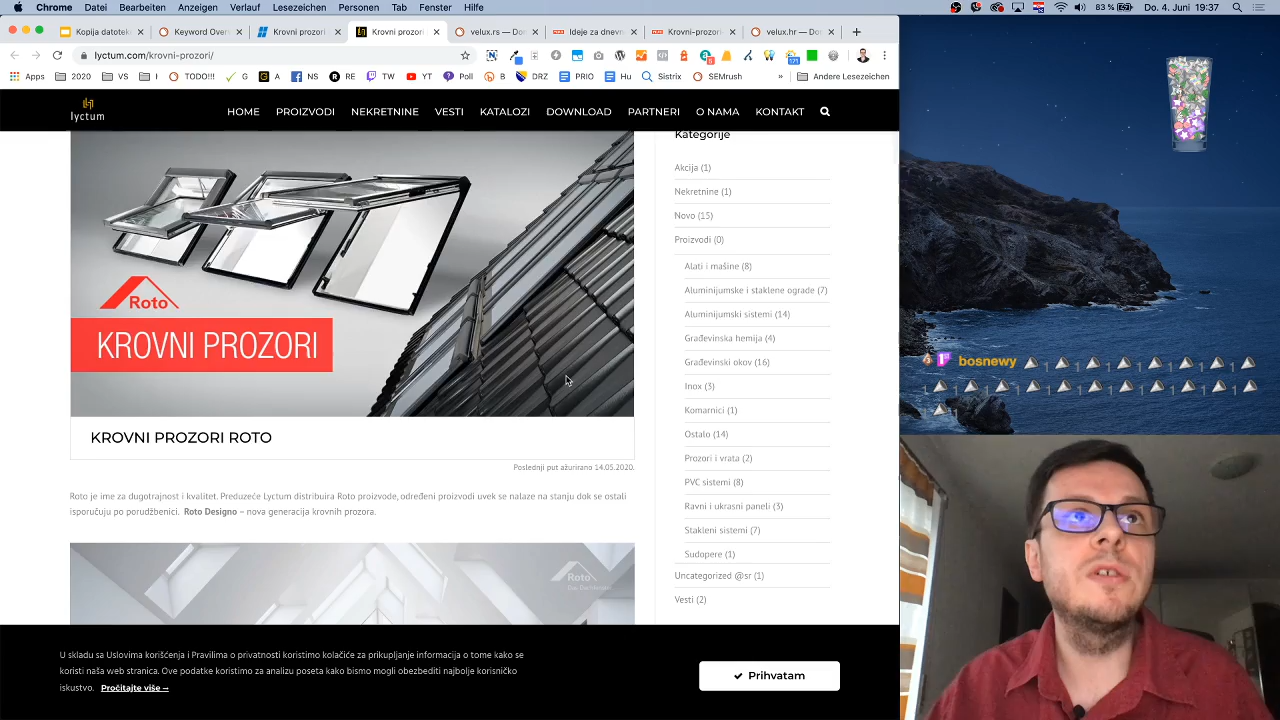 Chrome Datei Bearbeiten Anzeigen Verlauf Lesezeichen Personen Tab Fenster Hilfe
83 % Do. 4. Juni 19:37
Kopija datotek
Keyword Over
Krovni prozori
Krovni prozori
velux.rs – Do
Ideje za dnev
Krovni-prozor
velux.hr – Do
lyctum.com/krovni-prozori/
171
Apps 2020 VS I TODO!!! G A NS RE TW YT Poll B DRZ PRIO Hu Sistrix SEMrush » Andere Lesezeichen
lyctum
HOME PROIZVODI NEKRETNINE VESTI KATALOZI DOWNLOAD PARTNERI O NAMA KONTAKT
Roto
KROVNI PROZORI
KROVNI PROZORI ROTO
Poslednji put ažurirano 14.05.2020.
Roto je ime za dugotrajnost i kvalitet. Preduzeće Lyctum distribuira Roto proizvode, određeni proizvodi uvek se nalaze na stanju dok se ostali
isporučuju po porudžbenici. Roto Designo – nova generacija krovnih prozora.
Roto
Kategorije
Akcija (1)
Nekretnine (1)
Novo (15)
Proizvodi (0)
Alati i mašine (8)
Aluminijumske i staklene ograde (7)
Aluminijumski sistemi (14)
Građevinska hemija (4)
Građevinski okov (16)
Inox (3)
Komarnici (1)
Ostalo (14)
Prozori i vrata (2)
PVC sistemi (8)
Ravni i ukrasni paneli (3)
Stakleni sistemi (7)
Sudopere (1)
Uncategorized @sr (1)
Vesti (2)
U skladu sa Uslovima korišćenja i Pravilima o privatnosti koristimo kolačiće za prikupljanje informacija o tome kako se
koristi naša web stranica. Ove podatke koristimo za analizu poseta kako bismo mogli obezbediti najbolje korisničko
iskustvo. Pročitajte više →
Prihvatam
bosnewy